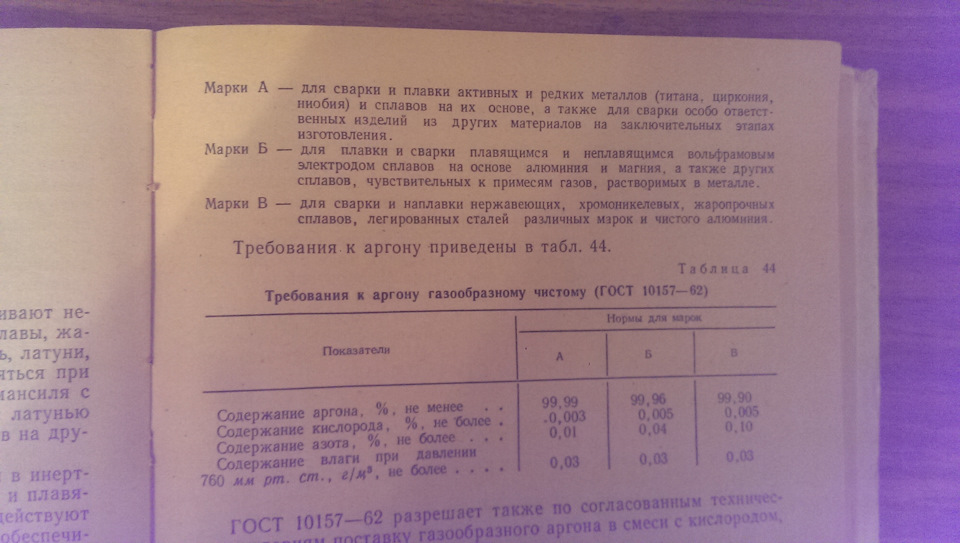 ивают не-
лавы, жа-
ь, латуни,
яться при
мансиля с
латунью
в на дру-
в инерт-
и плавя-
действуют
обеспечи-
Марки А — для сварки и плавки активных и редких металлов (титана, циркония,
ниобия) и сплавов на их основе, а также для сварки особо ответст-
венных изделий из других материалов на заключительных этапах
изготовления.
Марки Б — для плавки и сварки плавящимся и неплавящимся вольфрамовым
электродом сплавов на основе алюминия и магния, а также других
сплавов, чувствительных к примесям газов, растворимых в металле.
Марки В — для сварки и наплавки нержавеющих, хромоникелевых, жаропрочных
сплавов, легированных сталей различных марок и чистого алюминия.
Требования к аргону приведены в табл. 44.
Таблица 44
Требования к аргону газообразному чистому (ГОСТ 10157—62)
Нормы для марок
Показатели А Б В
Содержание аргона, %, не менее . . 99,99 99,96 99,90
Содержание кислорода, %, не более . 0,003 0,005 0,005
Содержание азота, %, не более . . . 0,01 0,04 0,10
Содержание влаги при давлении
760 мм рт. ст., г/м³, не более . . . . 0,03 0,03 0,03
ГОСТ 10157—62 разрешает также по согласованным техничес-
поставку газообразного аргона в смеси с кислородом,